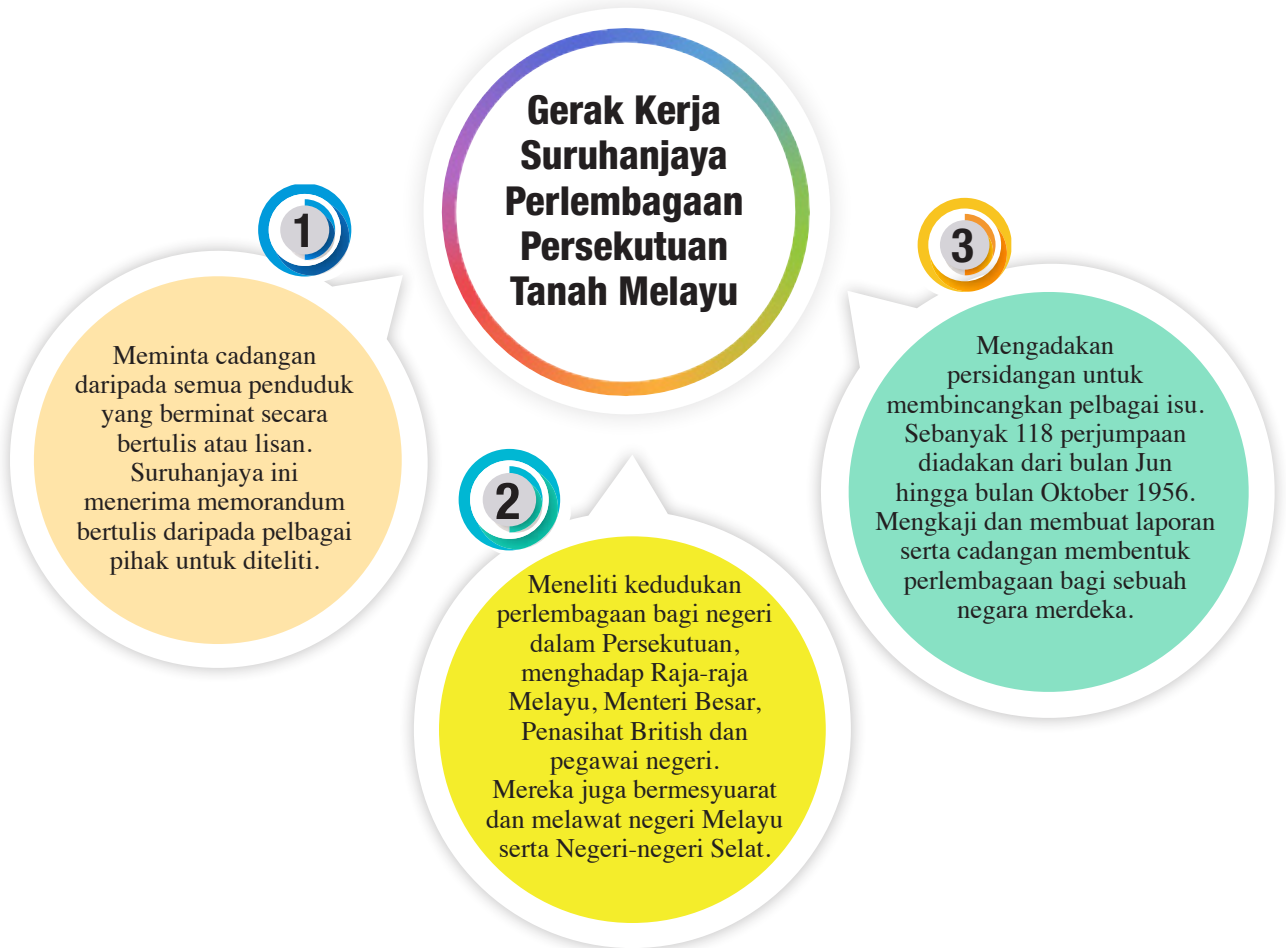 Gerak Kerja
Suruhanjaya
Perlembagaan
Persekutuan
Tanah Melayu
1
Meminta cadangan
daripada semua penduduk
yang berminat secara
bertulis atau lisan.
Suruhanjaya ini
menerima memorandum
bertulis daripada pelbagai
pihak untuk diteliti.
2
Meneliti kedudukan
perlembagaan bagi negeri
dalam Persekutuan,
menghadap Raja-raja
Melayu, Menteri Besar,
Penasihat British dan
pegawai negeri.
Mereka juga bermesyuarat
dan melawat negeri Melayu
serta Negeri-negeri Selat.
3
Mengadakan
persidangan untuk
membincangkan pelbagai isu.
Sebanyak 118 perjumpaan
diadakan dari bulan Jun
hingga bulan Oktober 1956.
Mengkaji dan membuat laporan
serta cadangan membentuk
perlembagaan bagi sebuah
negara merdeka.